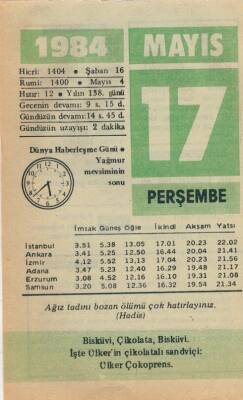 1984 MAYIS
Hicri: 1404 ● Şaban 16
Rumi: 1400 ● Mayıs 4
Hızır: 12 ● Yılın 138. günü
Gecenin devamı: 9 s. 15 d.
Gündüzün devamı: 14 s. 45 d.
Gündüzün uzayışı: 2 dakika
17
Dünya Haberleşme Günü ●
Yağmur
mevsiminin
sonu
PERŞEMBE
İmsak Güneş Öğle İkindi Akşam Yatsı
İstanbul 3.51 5.38 13.05 17.01 20.23 22.02
Ankara 3.41 5.25 12.50 16.44 20.04 21.41
İzmir 4.12 5.52 13.13 17.04 20.23 21.56
Adana 3.47 5.23 12.40 16.29 19.48 21.17
Erzurum 3.08 4.52 12.16 16.10 19.31 21.08
Samsun 3.20 5.08 12.36 16.32 19.54 21.34
Ağız tadını bozan ölümü çok hatırlayınız.
(Hadis)
Bisküvi, Çikolata, Bisküvi.
İşte Ülker'in çikolatalı sandviçi:
Ülker Çokoprens.